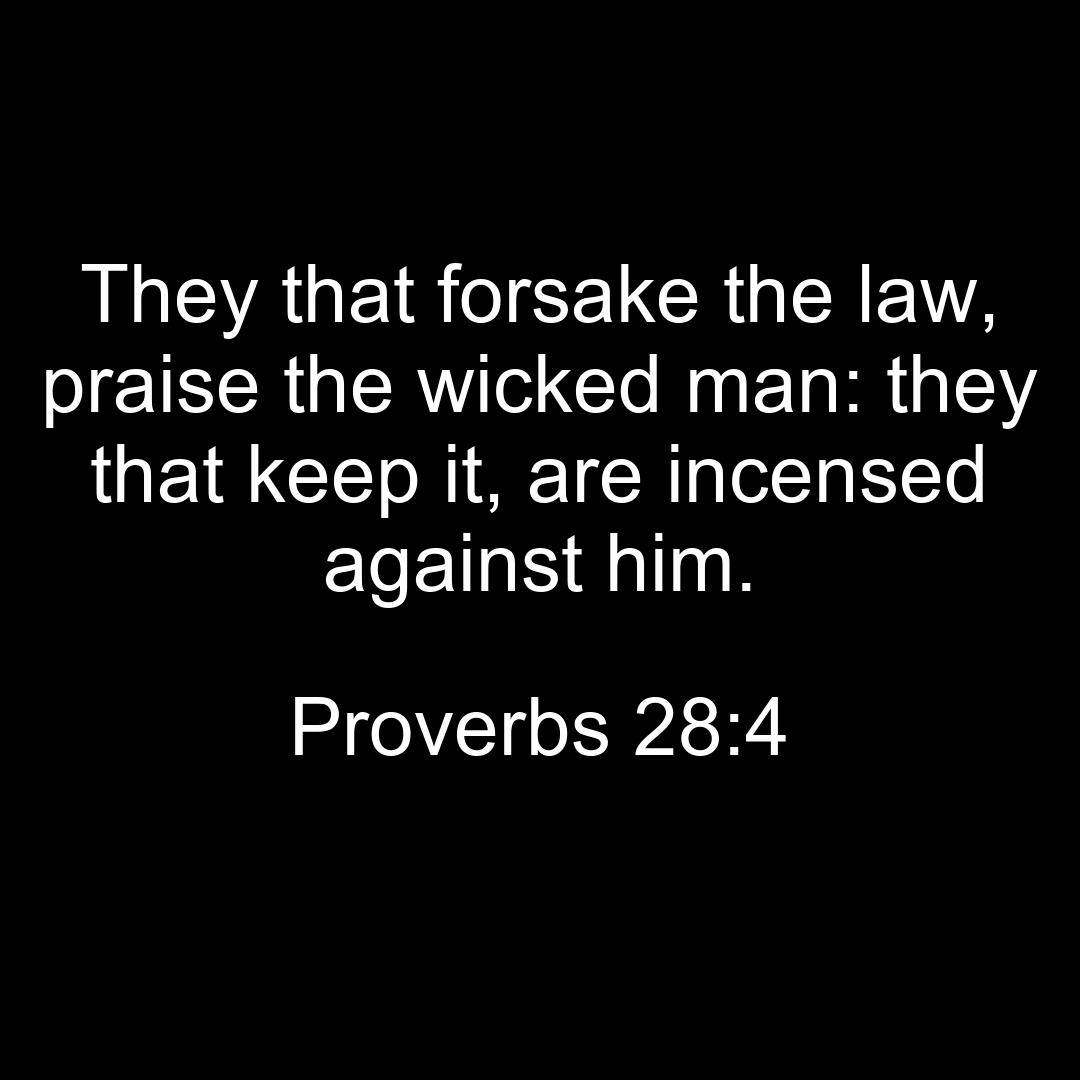 They that forsake the law,
praise the wicked man: they
that keep it, are incensed
against him.
Proverbs 28:4